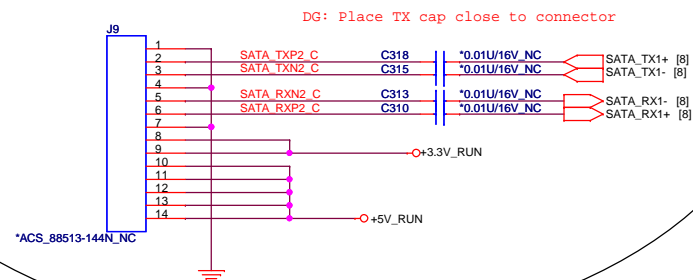 DG: Place TX cap close to connector
J9
1
2 SATA_TXP2_C C318 *0.01U/16V_NC SATA_TX1+ [8]
3 SATA_TXN2_C C315 *0.01U/16V_NC SATA_TX1- [8]
4
5 SATA_RXN2_C C313 *0.01U/16V_NC SATA_RX1- [8]
6 SATA_RXP2_C C310 *0.01U/16V_NC SATA_RX1+ [8]
7
8
9 +3.3V_RUN
10
11
12
13
14 +5V_RUN
*ACS_88513-144N_NC